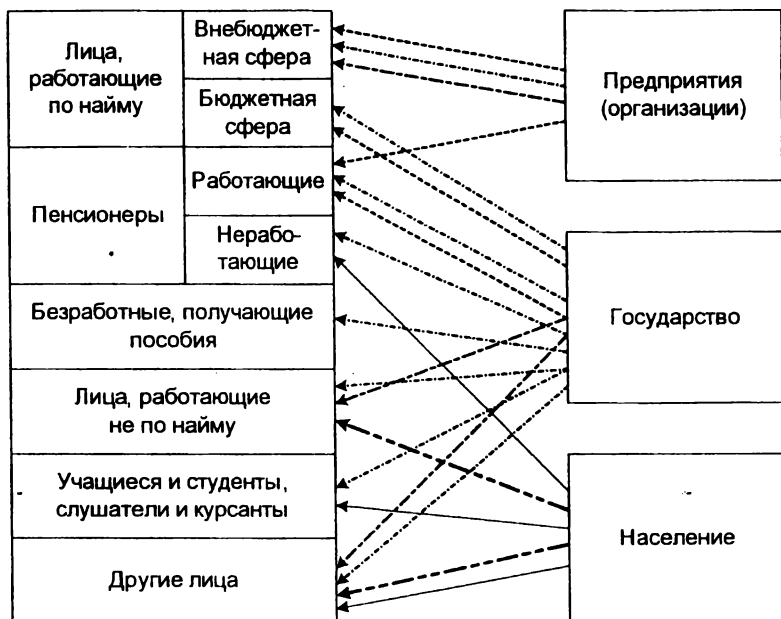 Лица,
работающие
по найму
Внебюджет-
ная сфера
Бюджетная
сфера
Пенсионеры
Работающие
Нерабо-
тающие
Безработные, получающие
пособия
Лица, работающие
не по найму
Учащиеся и студенты,
слушатели и курсанты
Другие лица
Предприятия
(организации)
Государство
Население